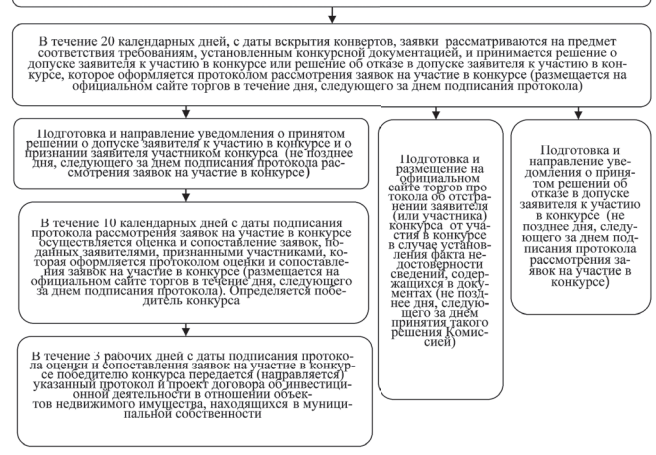 В течение 20 календарных дней, с даты вскрытия конвертов, заявки рассматриваются на предмет
соответствия требованиям, установленным конкурсной документацией, и принимается решение о
допуске заявителя к участию в конкурсе или решение об отказе в допуске заявителя к участию в кон-
курсе, которое оформляется протоколом рассмотрения заявок на участие в конкурсе (размещается на
официальном сайте торгов в течение дня, следующего за днем подписания протокола)
Подготовка и направление уведомления о принятом
решении о допуске заявителя к участию в конкурсе и о
признании заявителя участником конкурса (не позднее
дня, следующего за днем подписания протокола рас-
смотрения заявок на участие в конкурсе)
В течение 10 календарных дней с даты подписания
протокола рассмотрения заявок на участие в конкурсе
осуществляется оценка и сопоставление заявок, по-
данных заявителями, признанными участниками, ко-
торая оформляется протоколом оценки и сопоставле-
ния заявок на участие в конкурсе (размещается на
официальном сайте торгов в течение дня, следующего
за днем подписания протокола). Определяется побе-
дитель конкурса
В течение 3 рабочих дней с даты подписания протоко-
ла оценки и сопоставления заявок на участие в конкур-
се победителю конкурса передается (направляется)
указанный протокол и проект договора об инвестици-
онной деятельности в отношении объек-
тов недвижимого имущества, находящихся в муници-
пальной собственности
Подготовка и
размещение на
официальном
сайте торгов про
токола об отстра-
нении заявителя
(или участника)
конкурса от уча-
стия в конкурсе
в случае установ-
ления факта не-
достоверности
сведений, содер-
жащихся в доку-
ментах (не позд-
нее дня, следую-
щего за днем
принятия такого
решения Комис-
сией)
Подготовка и
направление уве-
домления о приня-
том решении об
отказе в допуске
заявителя к участию
в конкурсе (не
позднее дня, следу-
ющего за днем под-
писания протокола
рассмотрения за-
явок на участие в
конкурсе)